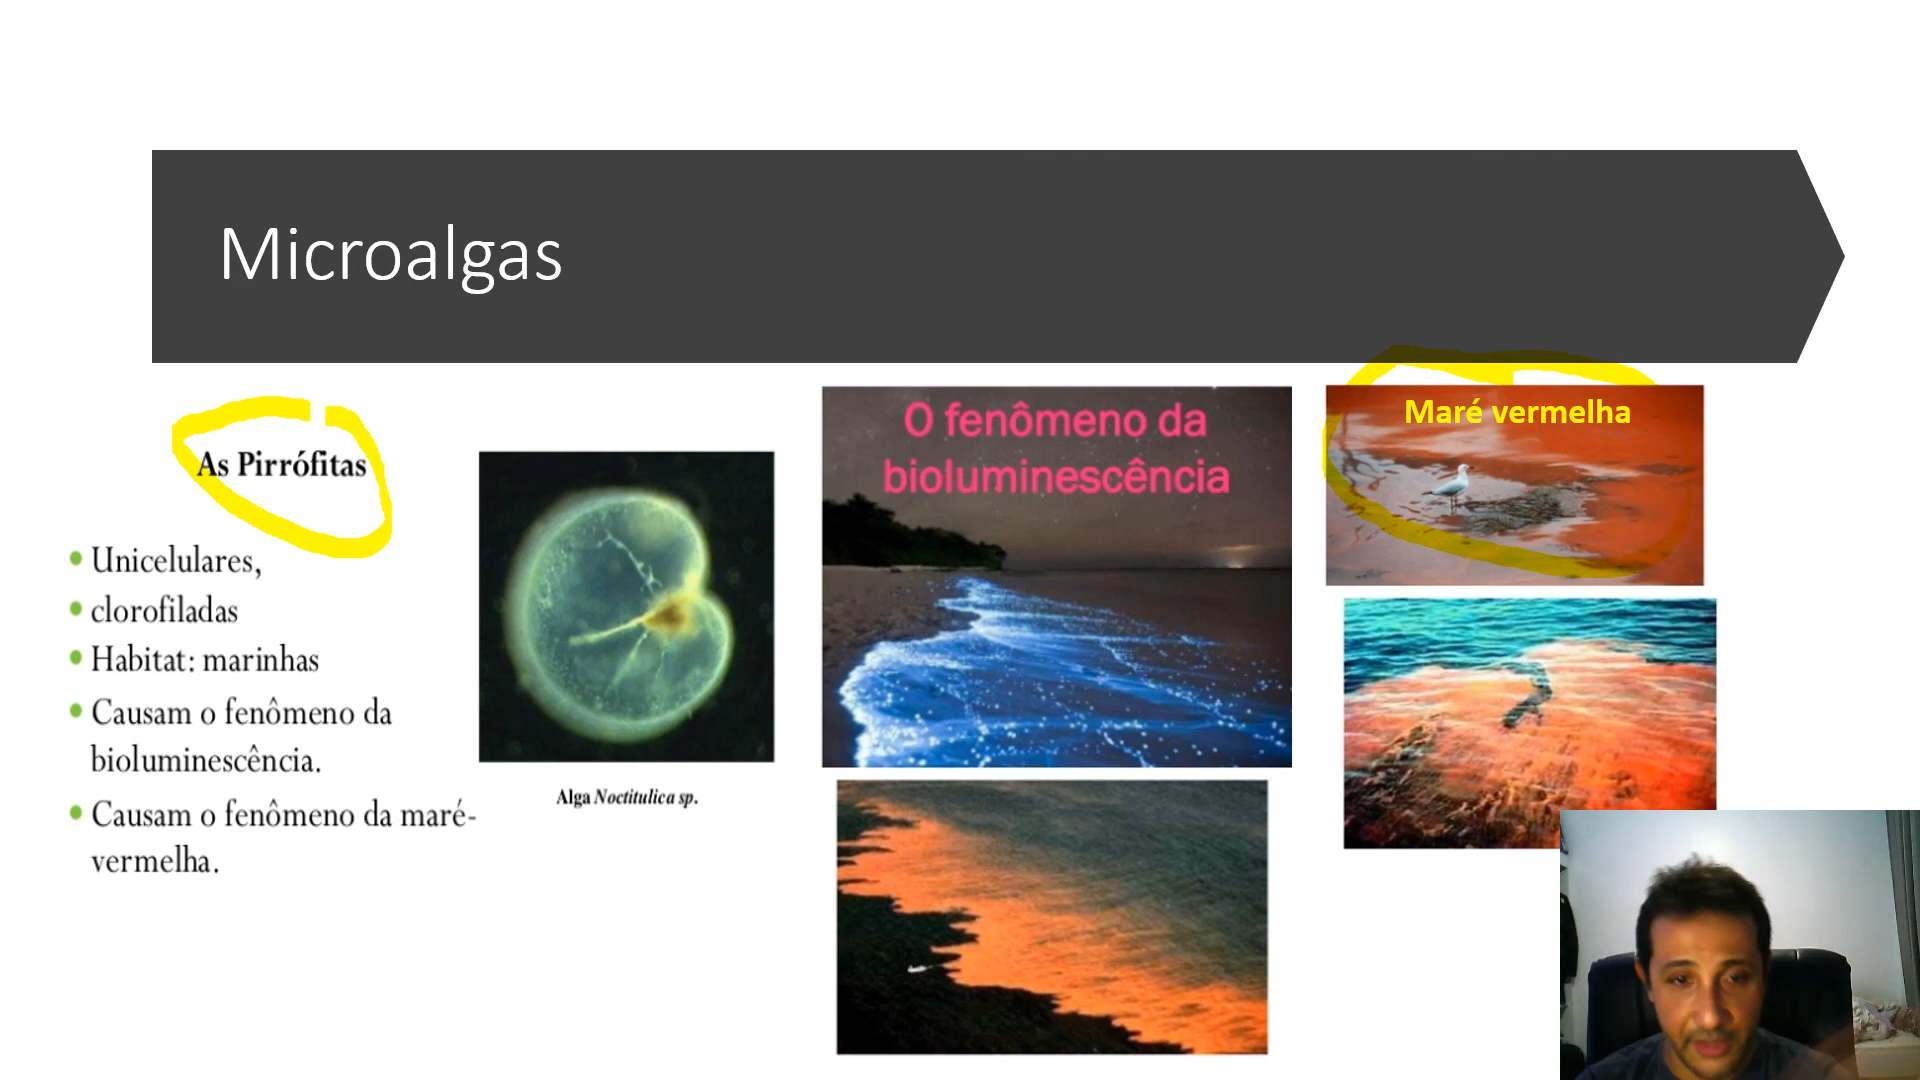 Microalgas
As Pirrófitas
Unicelulares,
clorofiladas
Habitat: marinhas
Causam o fenômeno da
bioluminescência.
Causam o fenômeno da maré-
vermelha.
Alga Noctitulica sp.
O fenômeno da
bioluminescência
Maré vermelha